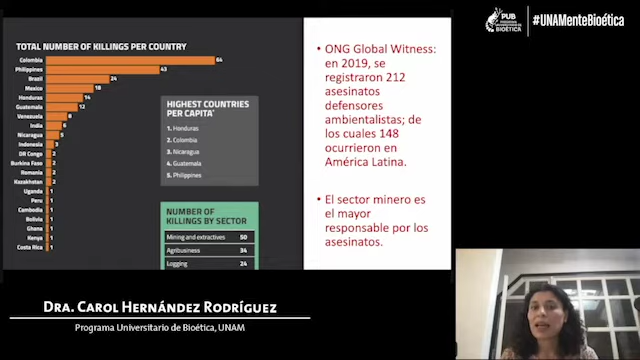 PUB
PROGRAMA
UNIVERSITARIO DE
BIOÉTICA
#UNAMenteBioética
TOTAL NUMBER OF KILLINGS PER COUNTRY
Colombia 64
Philippines 43
Brazil 24
Mexico 18
Honduras 14
Guatemala 12
Venezuela 8
India 6
Nicaragua 5
Indonesia 3
DR Congo 2
Burkina Faso 2
Romania 2
Kazakhstan 2
Uganda 1
Peru 1
Cambodia 1
Bolivia 1
Ghana 1
Kenya 1
Costa Rica 1
HIGHEST COUNTRIES
PER CAPITA*
1. Honduras
2. Colombia
3. Nicaragua
4. Guatemala
5. Philippines
NUMBER OF
KILLINGS BY SECTOR
Mining and extractives 50
Agribusiness 34
Logging 24
• ONG Global Witness:
en 2019, se
registraron 212
asesinatos
defensores
ambientalistas; de
los cuales 148
ocurrieron en
América Latina.
• El sector minero es
el mayor
responsable por los
asesinatos.
DRA. CAROL HERNÁNDEZ RODRÍGUEZ
Programa Universitario de Bioética, UNAM